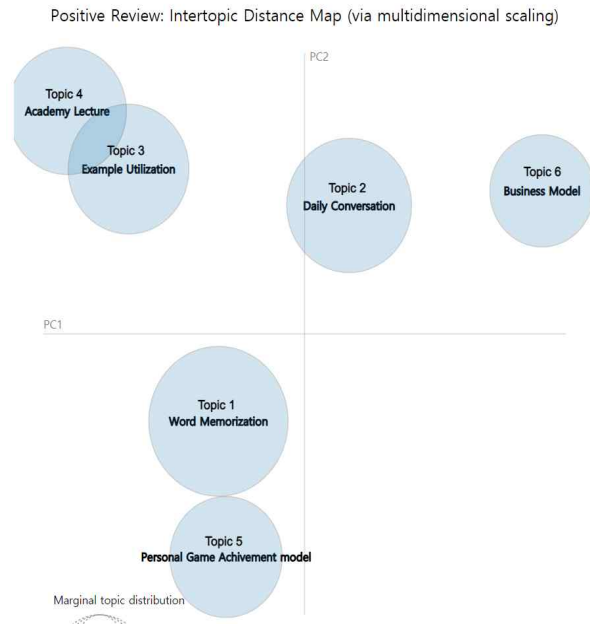 Positive Review: Intertopic Distance Map (via multidimensional scaling)
PC2
Topic 4
Academy Lecture
Topic 3
Example Utilization
Topic 2
Daily Conversation
Topic 6
Business Model
PC1
Topic 1
Word Memorization
Topic 5
Personal Game Achivement model
Marginal topic distribution